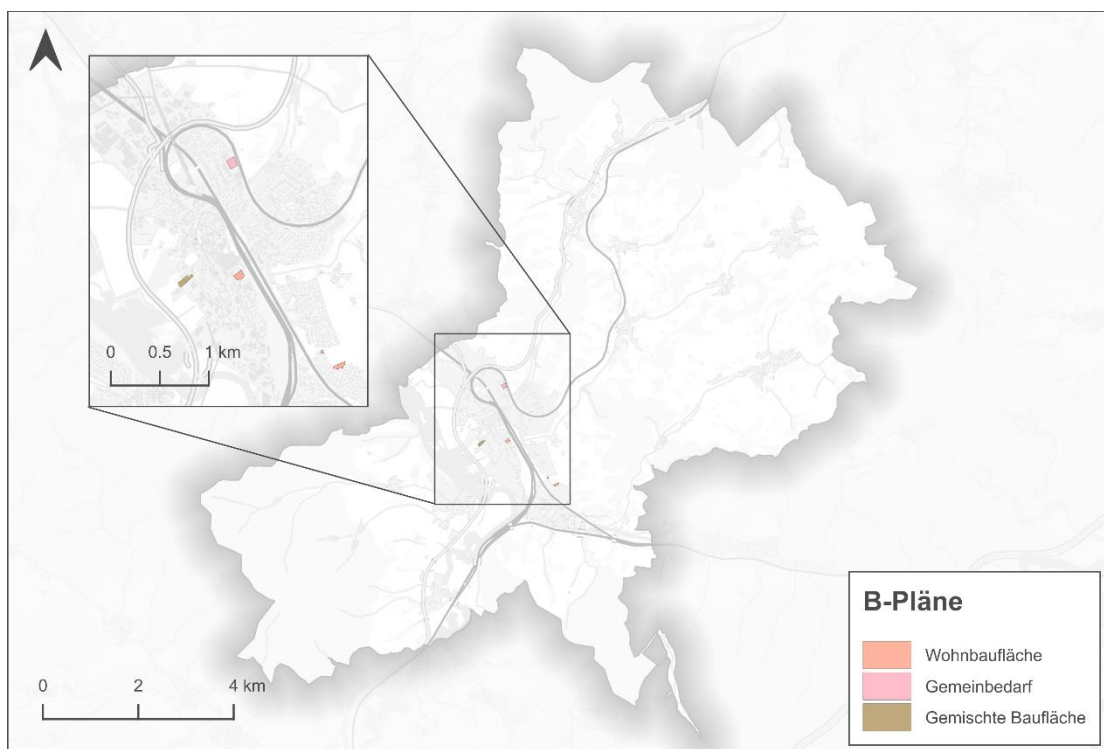 0 0.5 1 km
0 2 4 km
B-Pläne
Wohnbaufläche
Gemeinbedarf
Gemischte Baufläche